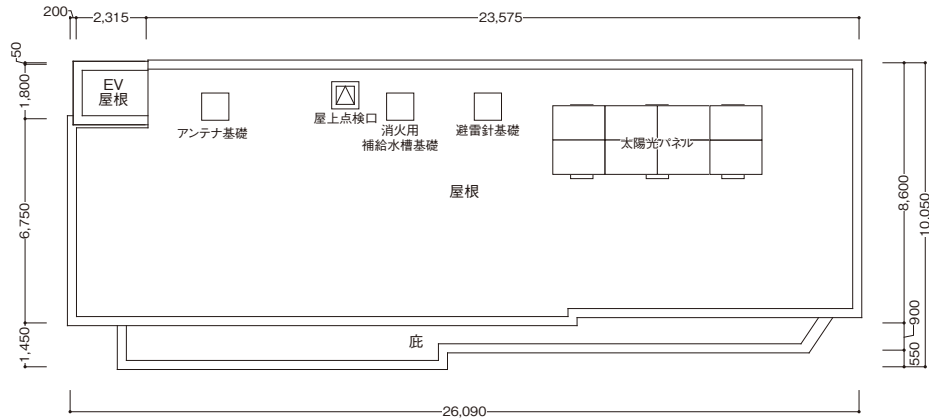 200
2,315
23,575
50
1,800
6,750
1,450
EV
屋根
アンテナ基礎
屋上点検口
消火用
補給水槽基礎
避雷針基礎
太陽光パネル
屋根
庇
8,600
10,050
900
550
26,090